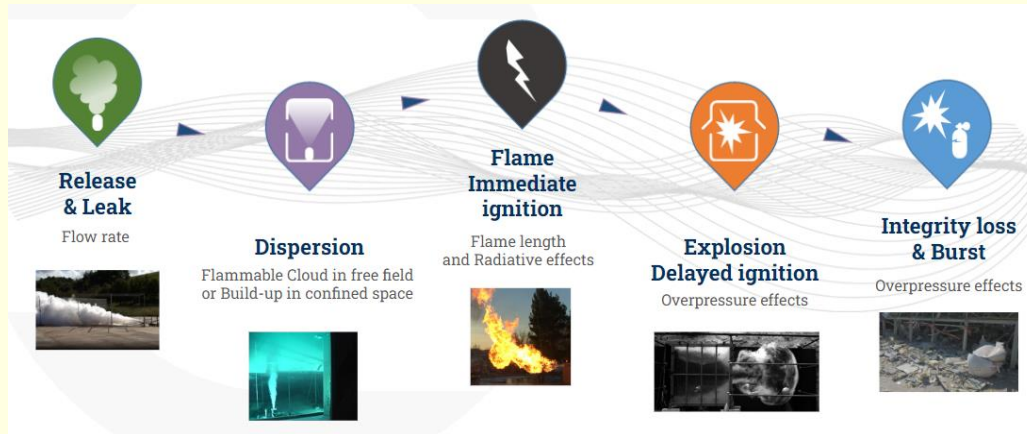 Release
& Leak
Flow rate
Dispersion
Flammable Cloud in free field
or Build-up in confined space
Flame
Immediate
ignition
Flame length
and Radiative effects
Explosion
Delayed ignition
Overpressure effects
Integrity loss
& Burst
Overpressure effects